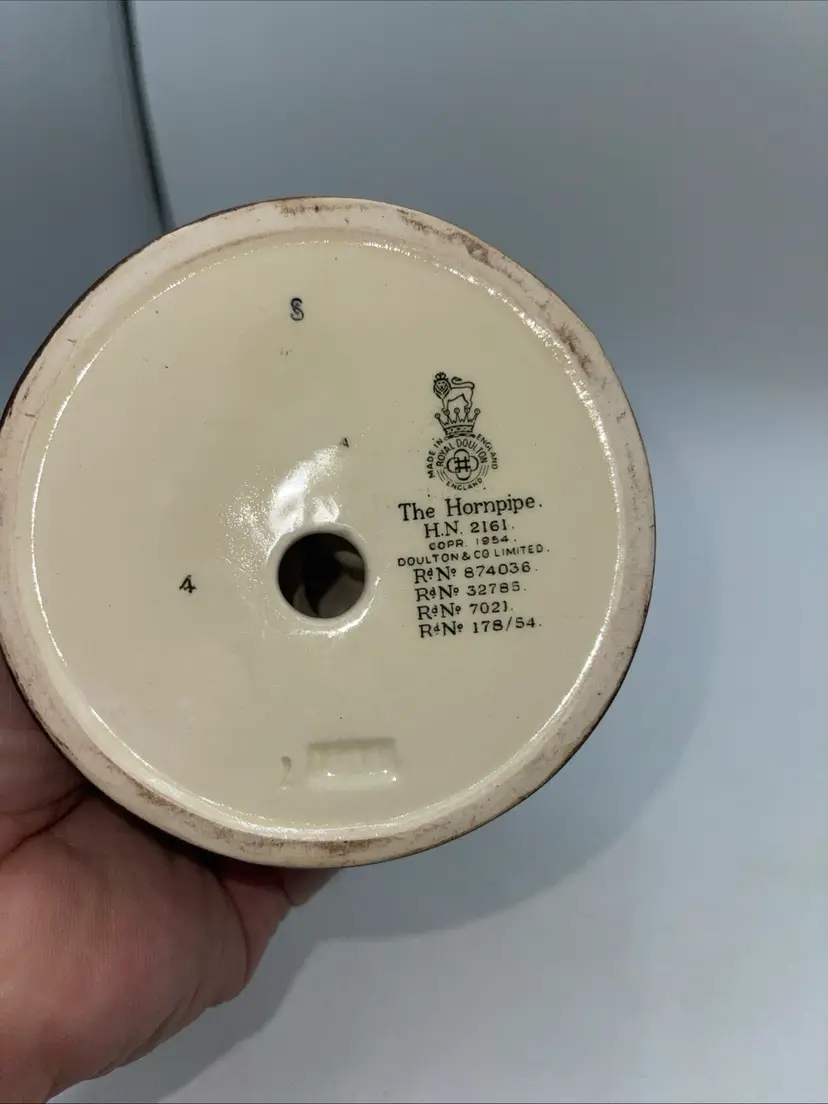 S
MADE IN ENGLAND
ROYAL DOULTON
ENGLAND
The Hornpipe.
H.N. 2161.
COPR. 1954.
DOULTON & CO LIMITED.
Rd No 874036.
Rd No 32785.
Rd No 7021.
Rd No 178/54.
4